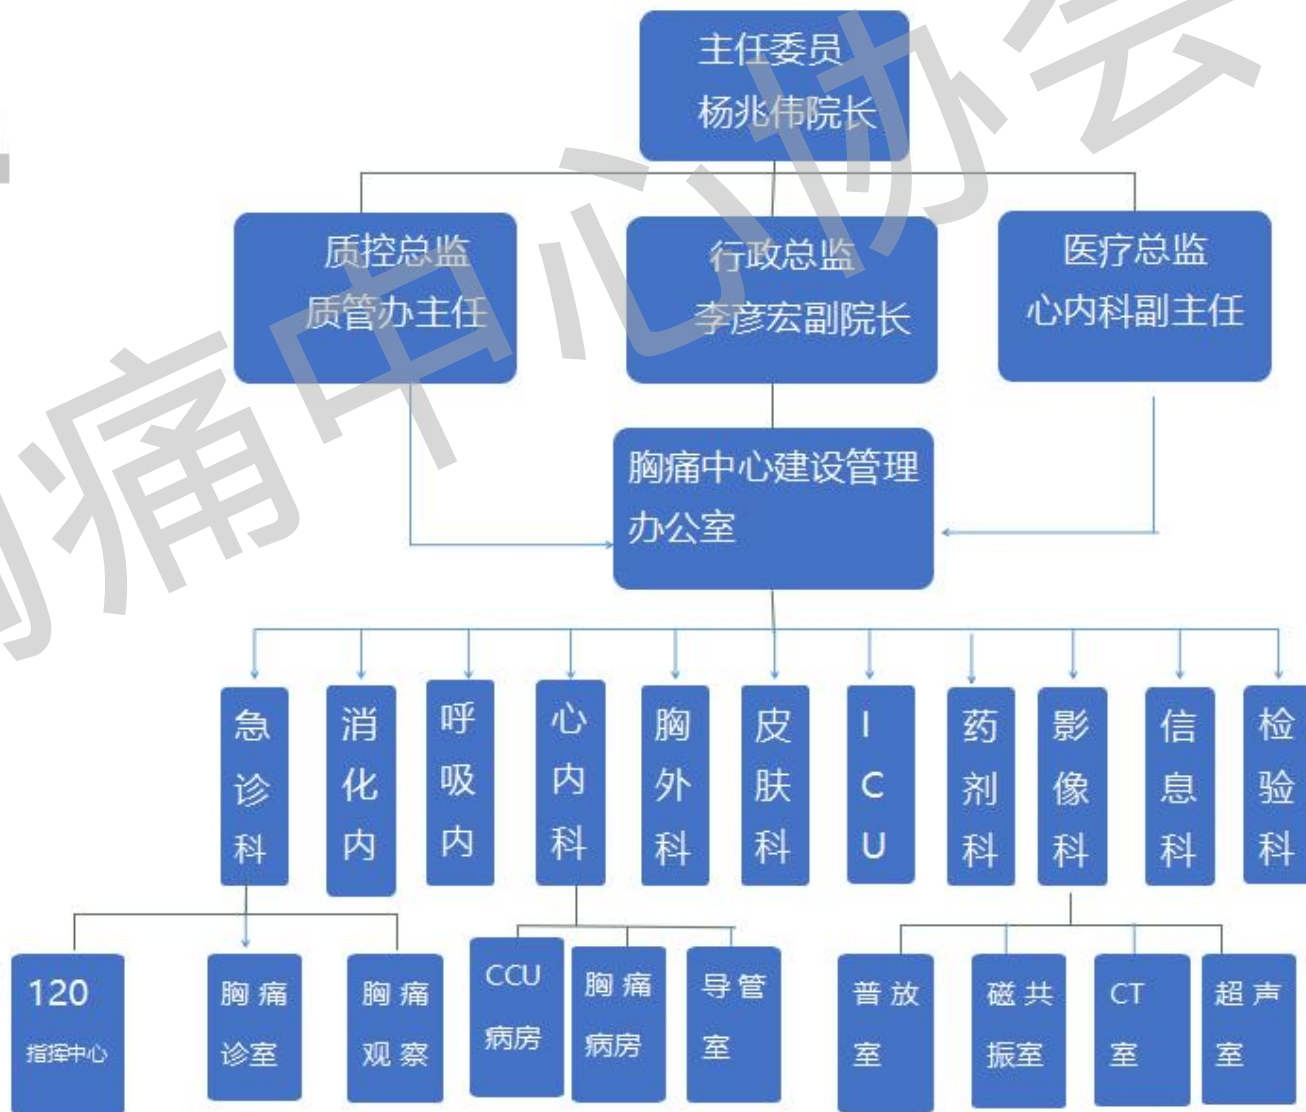 主任委员
杨兆伟院长
质控总监
质管办主任
行政总监
李彦宏副院长
医疗总监
心内科副主任
胸痛中心建设管理
办公室
急诊科
消化内
呼吸内
心内科
胸外科
皮肤科
ICU
药剂科
影像科
信息科
检验科
120
指挥中心
胸痛
诊室
胸痛
观察
CCU
病房
胸痛
病房
导管
室
普放
室
磁共
振室
CT
室
超声
室
胸痛中心协会